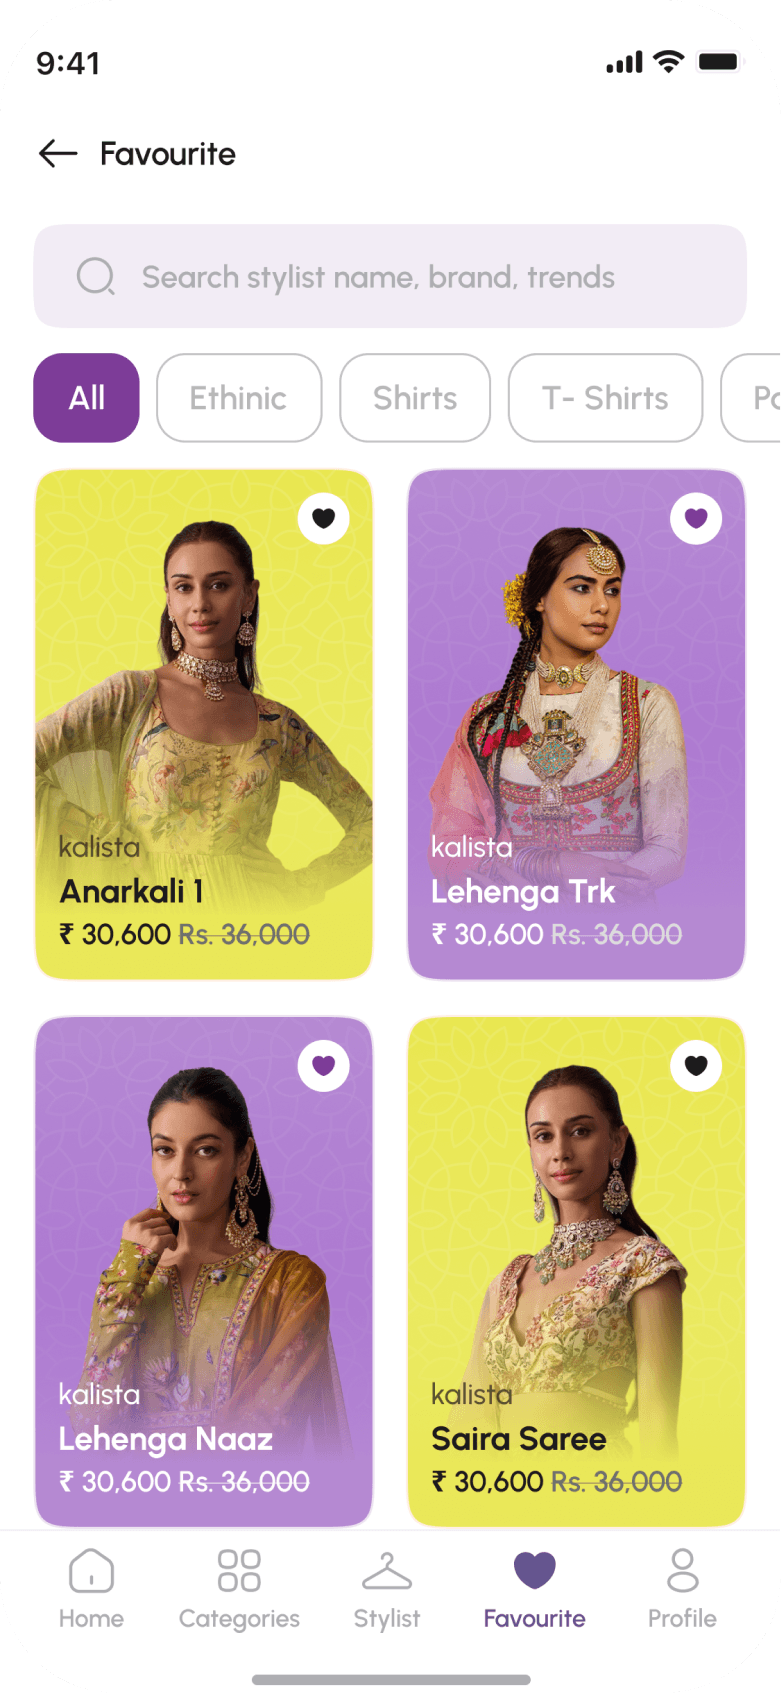 9:41
Favourite
Search stylist name, brand, trends
All
Ethinic
Shirts
T- Shirts
kalista
Anarkali 1
₹ 30,600 Rs. 36,000
kalista
Lehenga Trk
₹ 30,600 Rs. 36,000
kalista
Lehenga Naaz
₹ 30,600 Rs. 36,000
kalista
Saira Saree
₹ 30,600 Rs. 36,000
Home
Categories
Stylist
Favourite
Profile